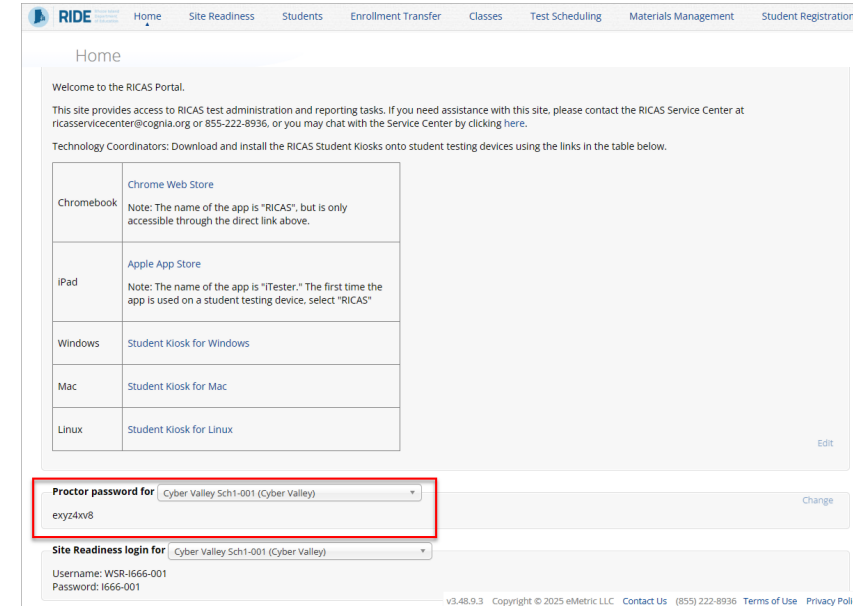 RIDE Home Site Readiness Students Enrollment Transfer Classes Test Scheduling Materials Management Student Registration
Home
Welcome to the RICAS Portal.
This site provides access to RICAS test administration and reporting tasks. If you need assistance with this site, please contact the RICAS Service Center at
ricasservicecenter@cognia.org or 855-222-8936, or you may chat with the Service Center by clicking here.
Technology Coordinators: Download and install the RICAS Student Kiosks onto student testing devices using the links in the table below.
Chromebook
Chrome Web Store
Note: The name of the app is "RICAS", but is only
accessible through the direct link above.
iPad
Apple App Store
Note: The name of the app is "iTester." The first time the
app is used on a student testing device, select "RICAS"
Windows Student Kiosk for Windows
Mac Student Kiosk for Mac
Linux Student Kiosk for Linux
Edit
Proctor password for Cyber Valley Sch1-001 (Cyber Valley)
Change
exyz4xv8
Site Readiness login for Cyber Valley Sch1-001 (Cyber Valley)
Username: WSR-I666-001
Password: I666-001
v3.48.9.3 Copyright © 2025 eMetric LLC Contact Us (855) 222-8936 Terms of Use Privacy Poli